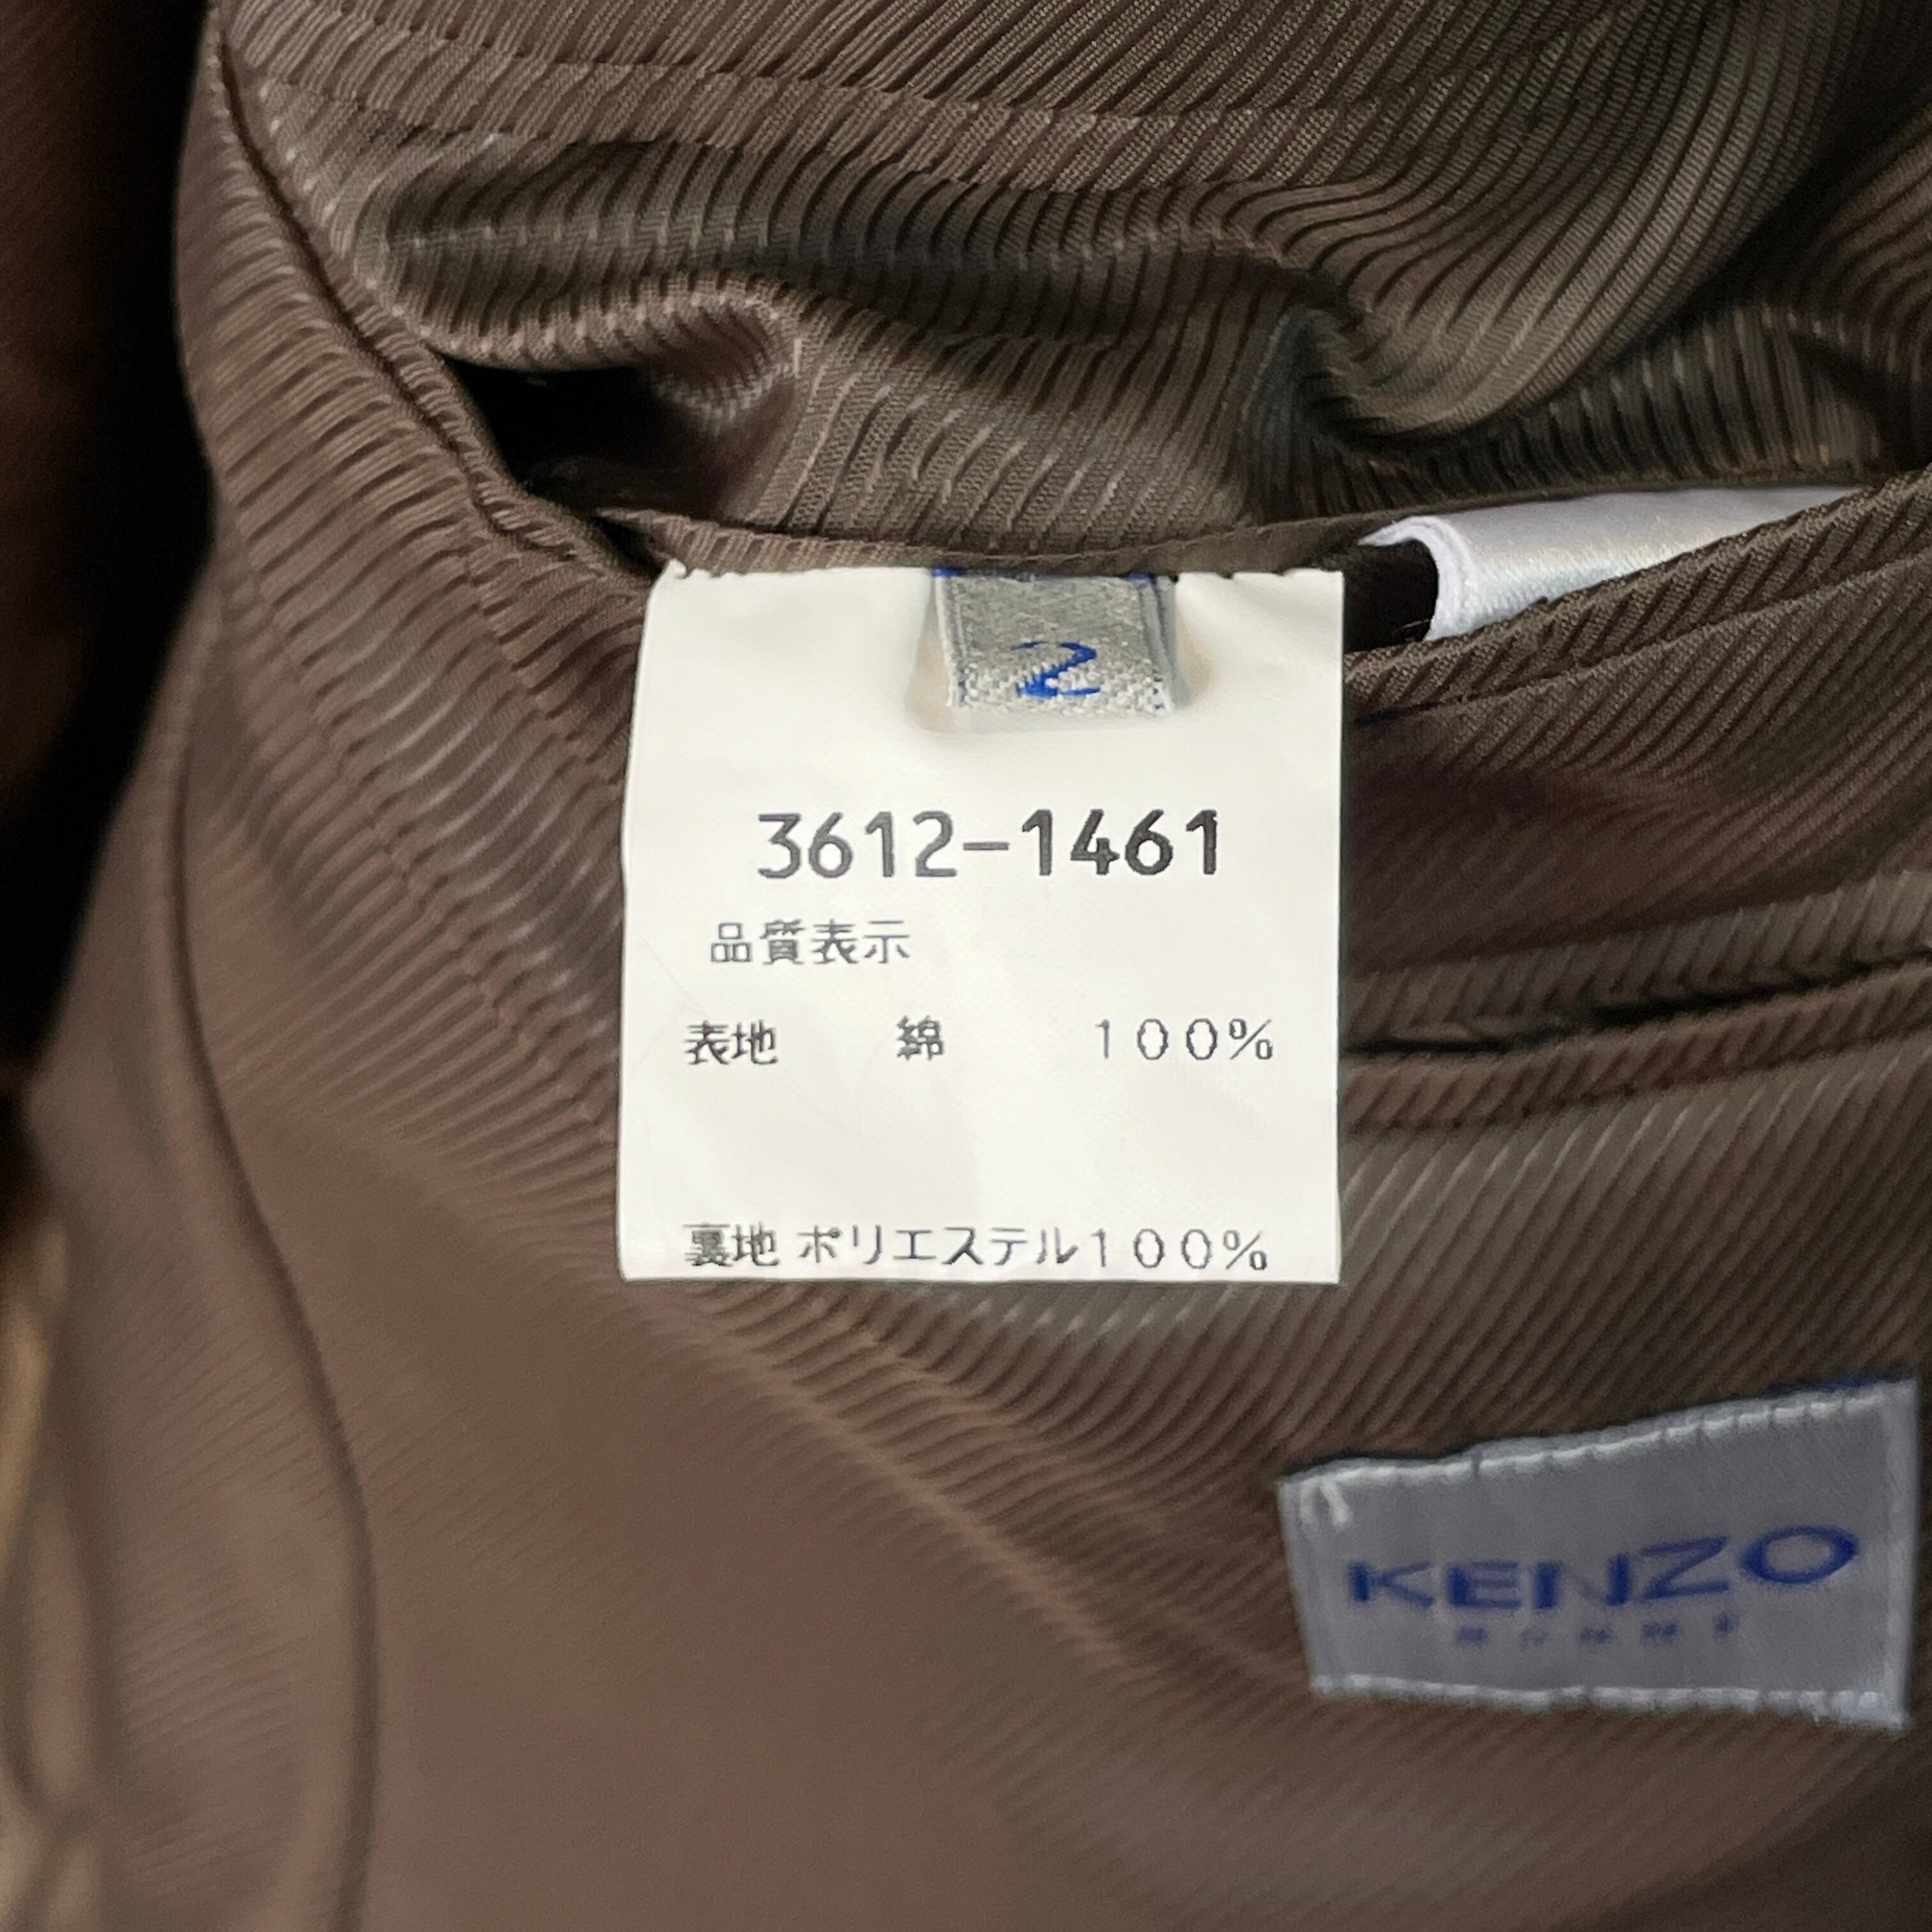 2
3612-1461
品質表示
表地 綿 100%
裏地 ポリエステル100%
KENZO